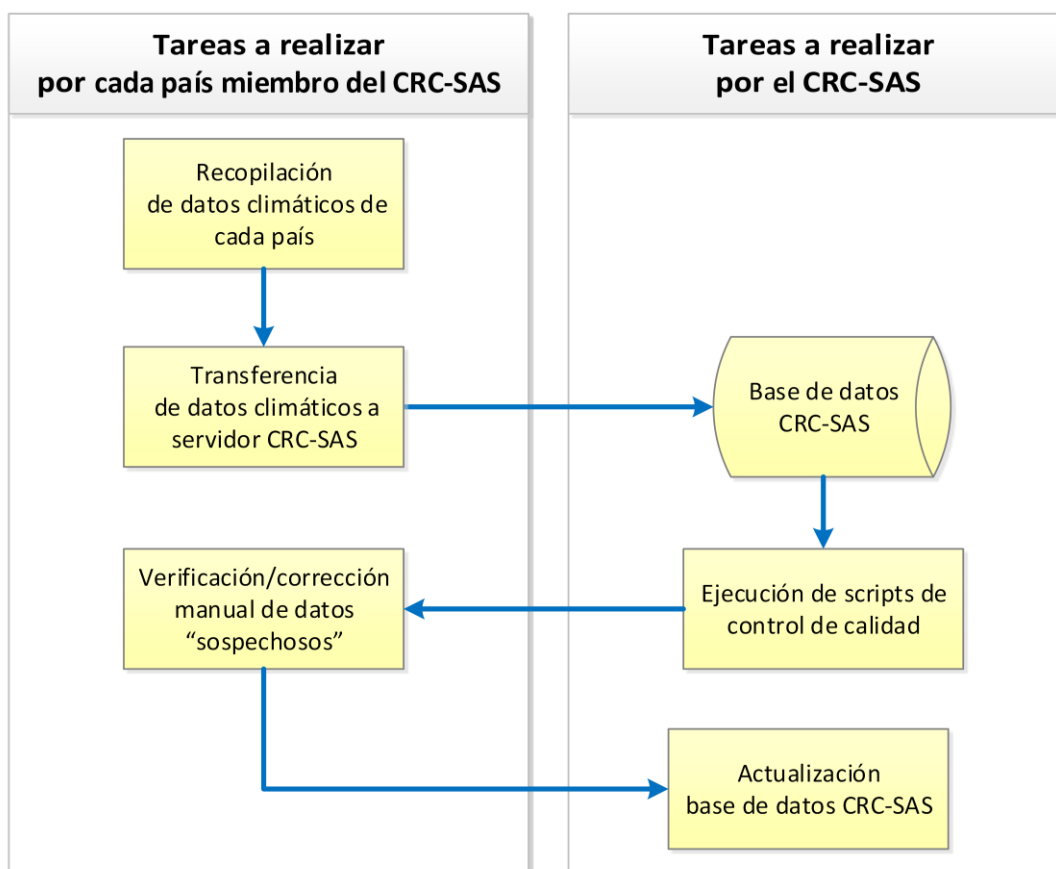 Tareas a realizar
por cada país miembro del CRC-SAS
Tareas a realizar
por el CRC-SAS
Recopilación
de datos climáticos de
cada país
Transferencia
de datos climáticos a
servidor CRC-SAS
Base de datos
CRC-SAS
Verificación/corrección
manual de datos
“sospechosos”
Ejecución de scripts de
control de calidad
Actualización
base de datos CRC-SAS